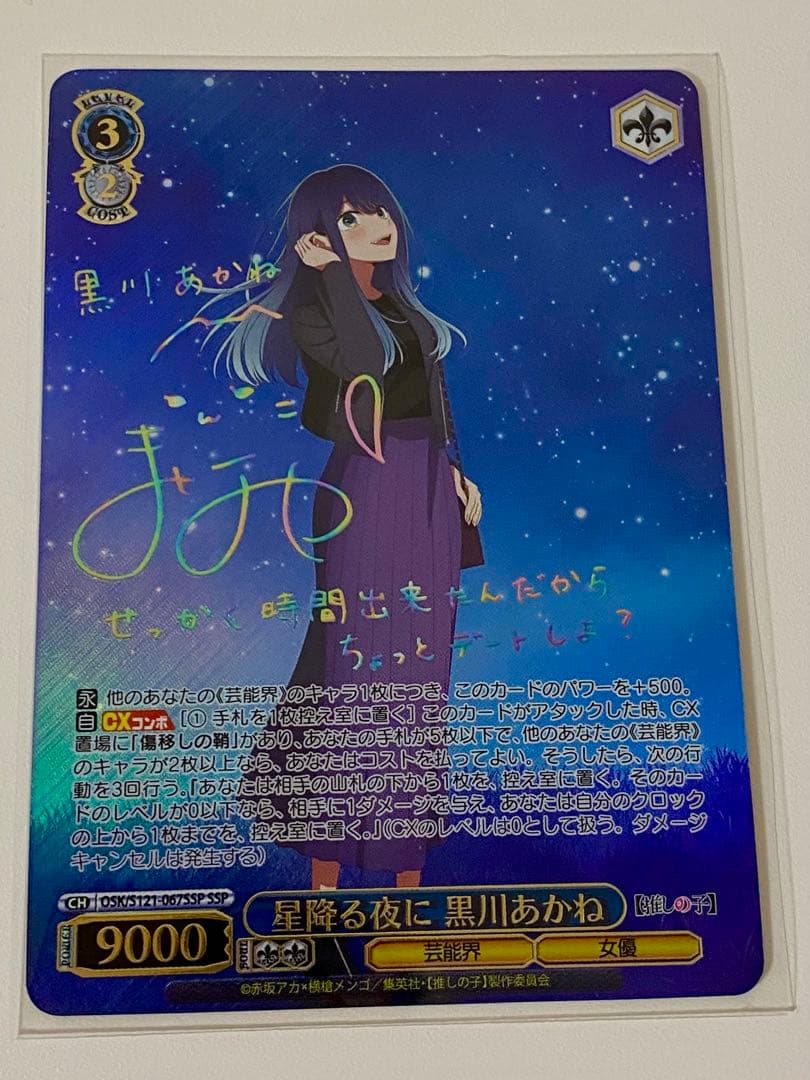 LEVEL
3
2
COST
黒川あかね
せっかく時間出来たんだから
ちょっとデートしよ?
永 他のあなたの《芸能界》のキャラ1枚につき、このカードのパワーを+500。
自 CXコンボ [① 手札を1枚控え室に置く] このカードがアタックした時、CX
置場に「傷移しの鞘」があり、あなたの手札が5枚以下で、他のあなたの《芸能界》
のキャラが2枚以上なら、あなたはコストを払ってよい。そうしたら、次の行
動を3回行う。『あなたは相手の山札の下から1枚を、控え室に置く。そのカー
ドのレベルが0以下なら、相手に1ダメージを与え、あなたは自分のクロック
の上から1枚までを、控え室に置く。』(CXのレベルは0として扱う。ダメージ
キャンセルは発生する)
CH OSK/S121-067SSP SSP
星降る夜に 黒川あかね
【推しの子】
POWER 9000
SOUL
芸能界 女優
©赤坂アカ×横槍メンゴ/集英社・【推しの子】製作委員会